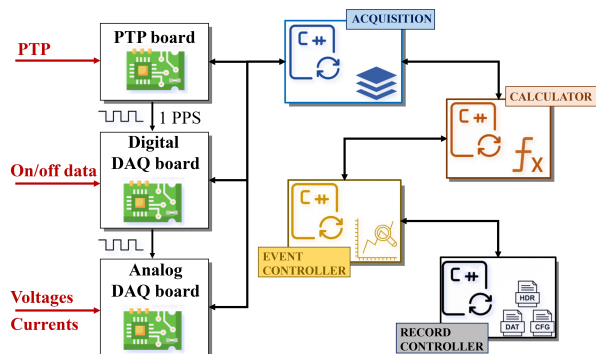 PTP
PTP board
1 PPS
On/off data
Digital
DAQ board
Voltages
Currents
Analog
DAQ board
ACQUISITION
C++
CALCULATOR
C++
fx
C++
EVENT
CONTROLLER
C++
HDR
DAT
CFG
RECORD
CONTROLLER